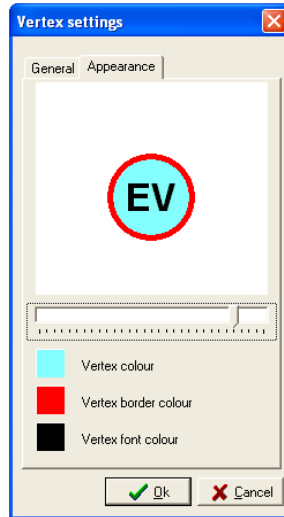 Vertex settings
General Appearance
EV
Vertex colour
Vertex border colour
Vertex font colour
Ok Cancel